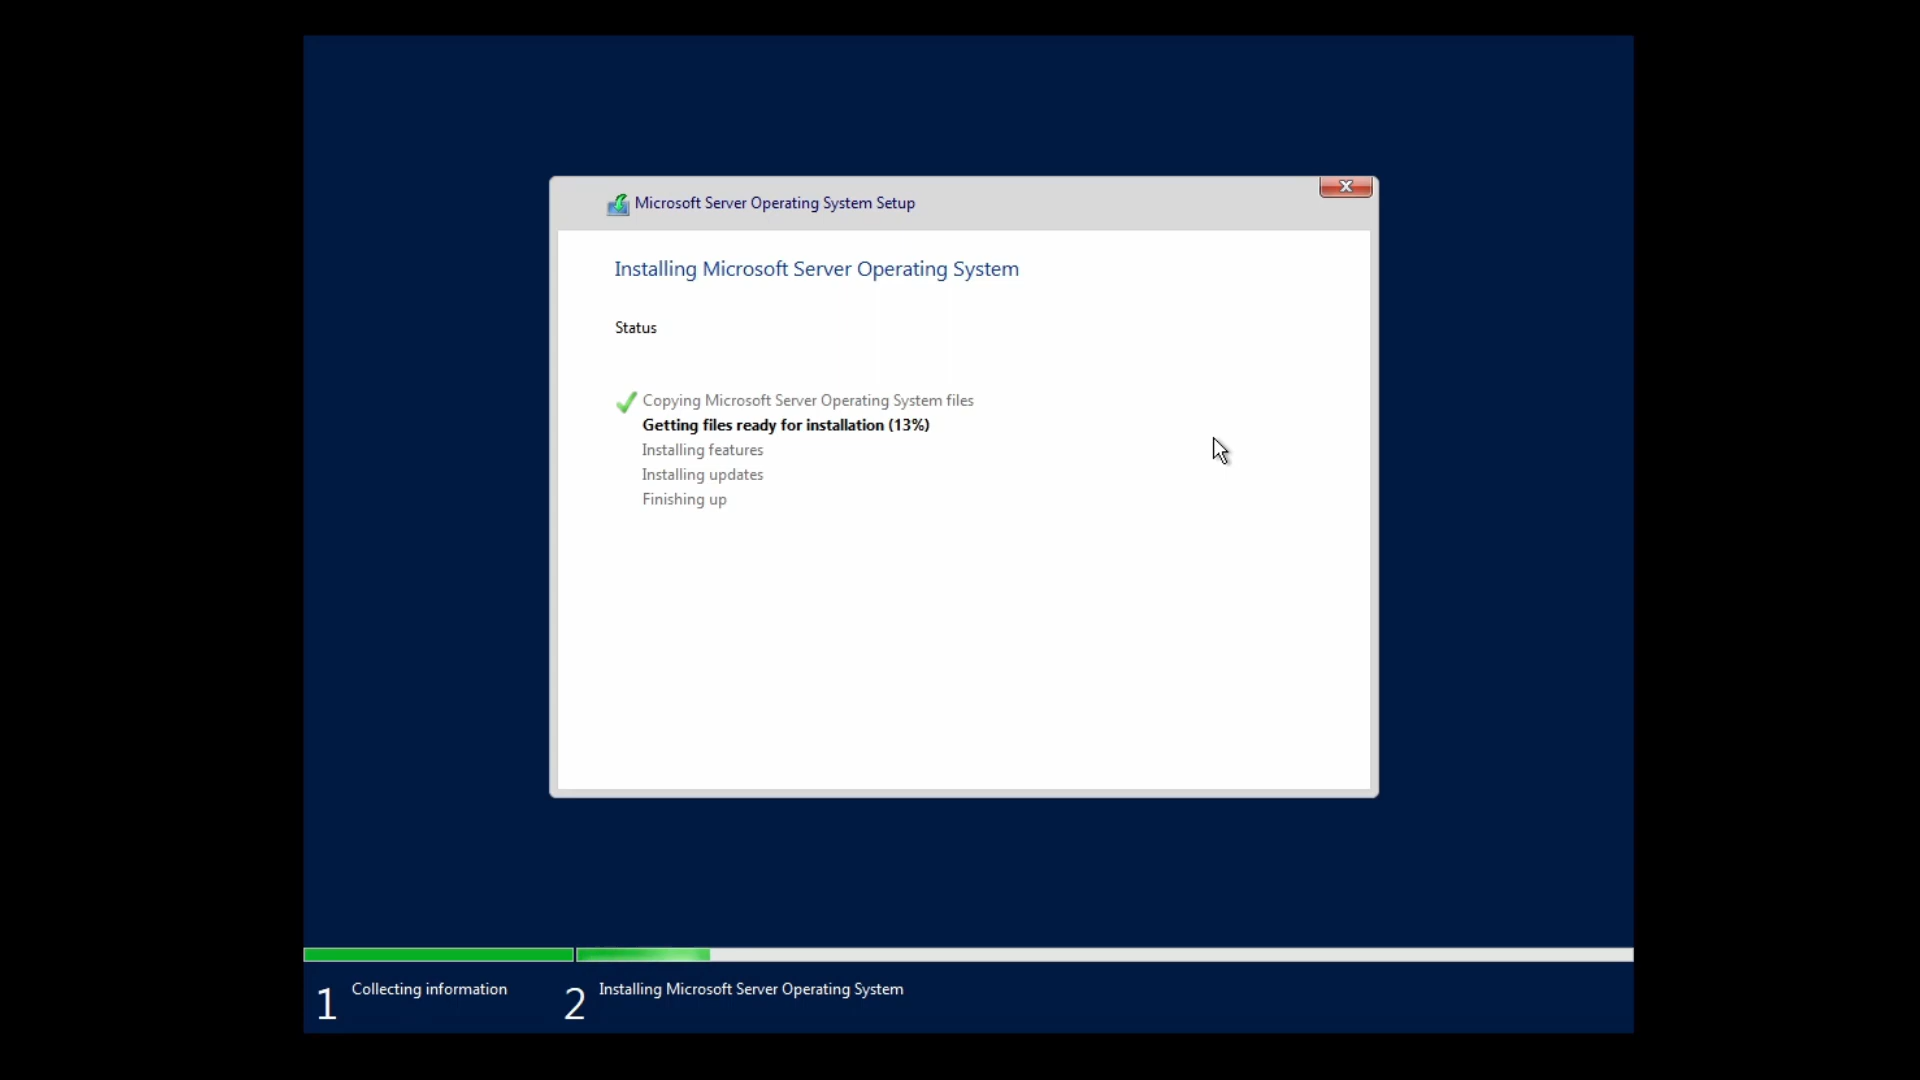 Microsoft Server Operating System Setup
Installing Microsoft Server Operating System
Status
Copying Microsoft Server Operating System files
Getting files ready for installation (13%)
Installing features
Installing updates
Finishing up
1 Collecting information
2 Installing Microsoft Server Operating System